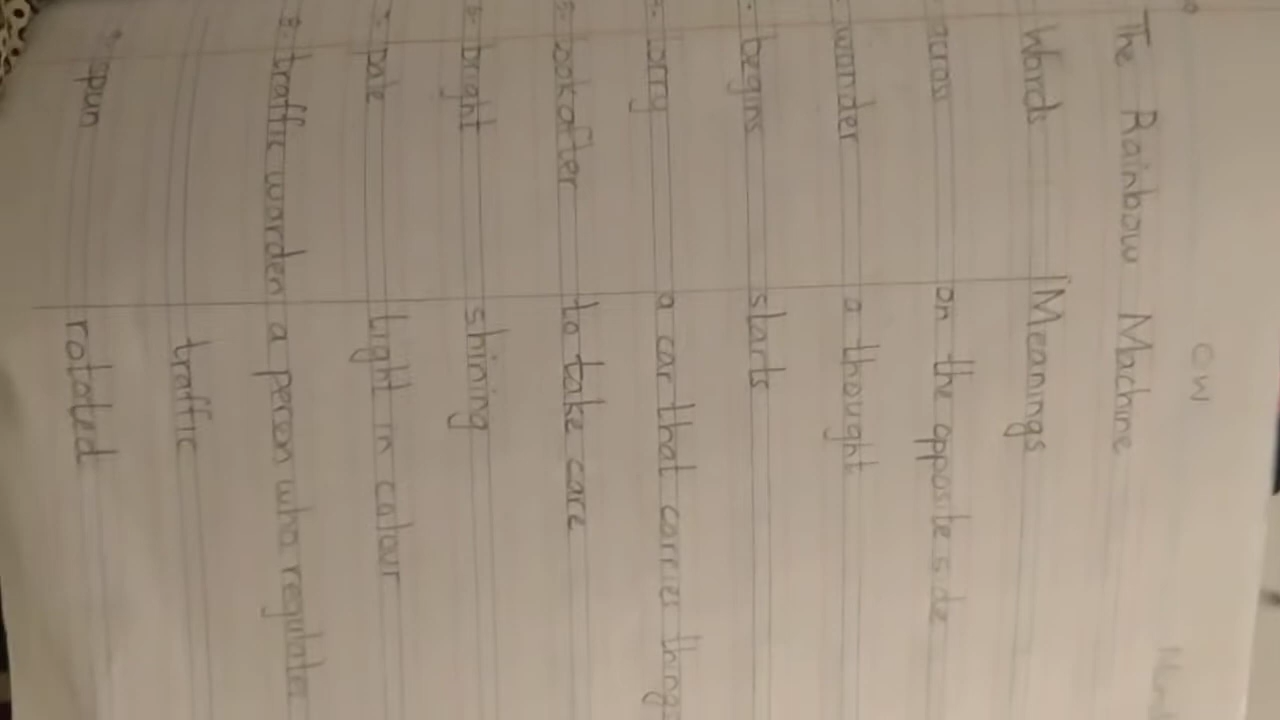 CW
The Rainbow Machine
Words Meanings
across on the opposite side
wonder a thought
begins starts
lorry a car that carries things
look after to take care
bright shining
pale light in colour
8. traffic warden a person who regulates
traffic
spun rotated